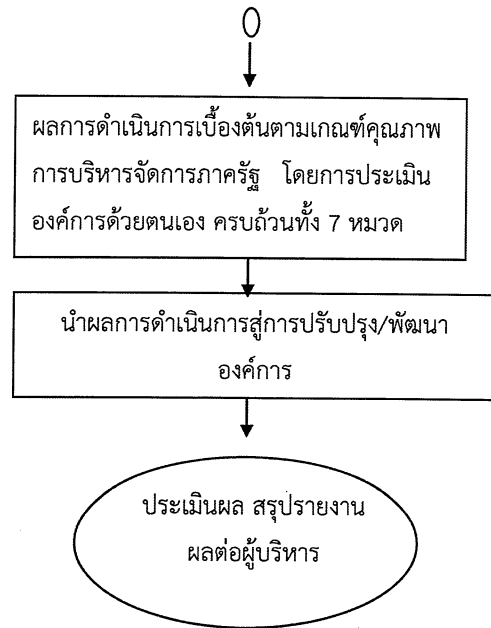 ผลการดำเนินการเบื้องต้นตามเกณฑ์คุณภาพ
การบริหารจัดการภาครัฐ โดยการประเมิน
องค์การด้วยตนเอง ครบถ้วนทั้ง 7 หมวด
นำผลการดำเนินการสู่การปรับปรุง/พัฒนา
องค์การ
ประเมินผล สรุปรายงาน
ผลต่อผู้บริหาร